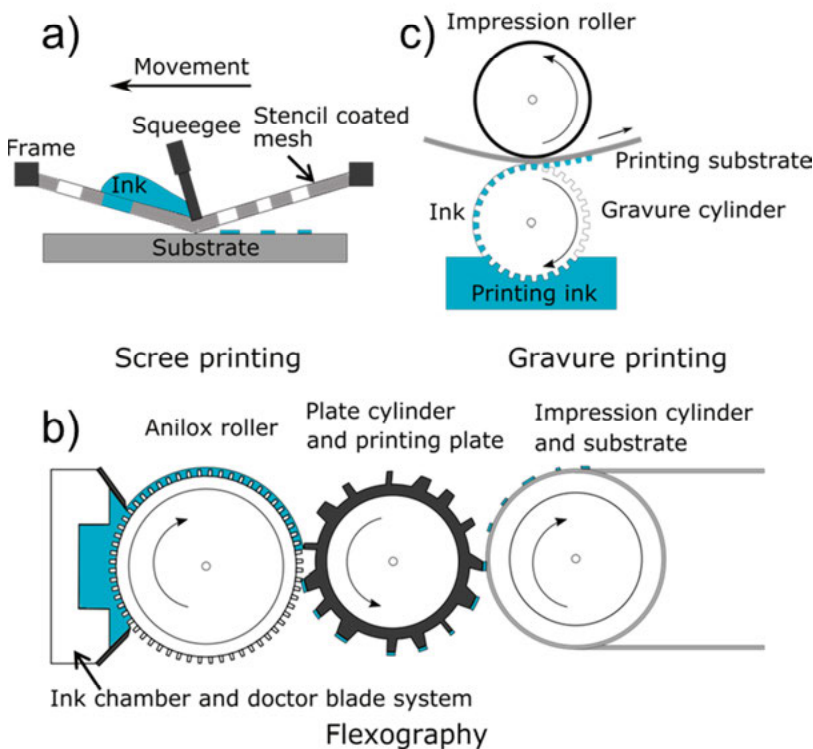 a)
Movement
Squeegee
Stencil coated
mesh
Frame
Ink
Substrate
Scree printing
c)
Impression roller
Printing substrate
Ink
Gravure cylinder
Printing ink
Gravure printing
b)
Anilox roller
Plate cylinder
and printing plate
Impression cylinder
and substrate
Ink chamber and doctor blade system
Flexography